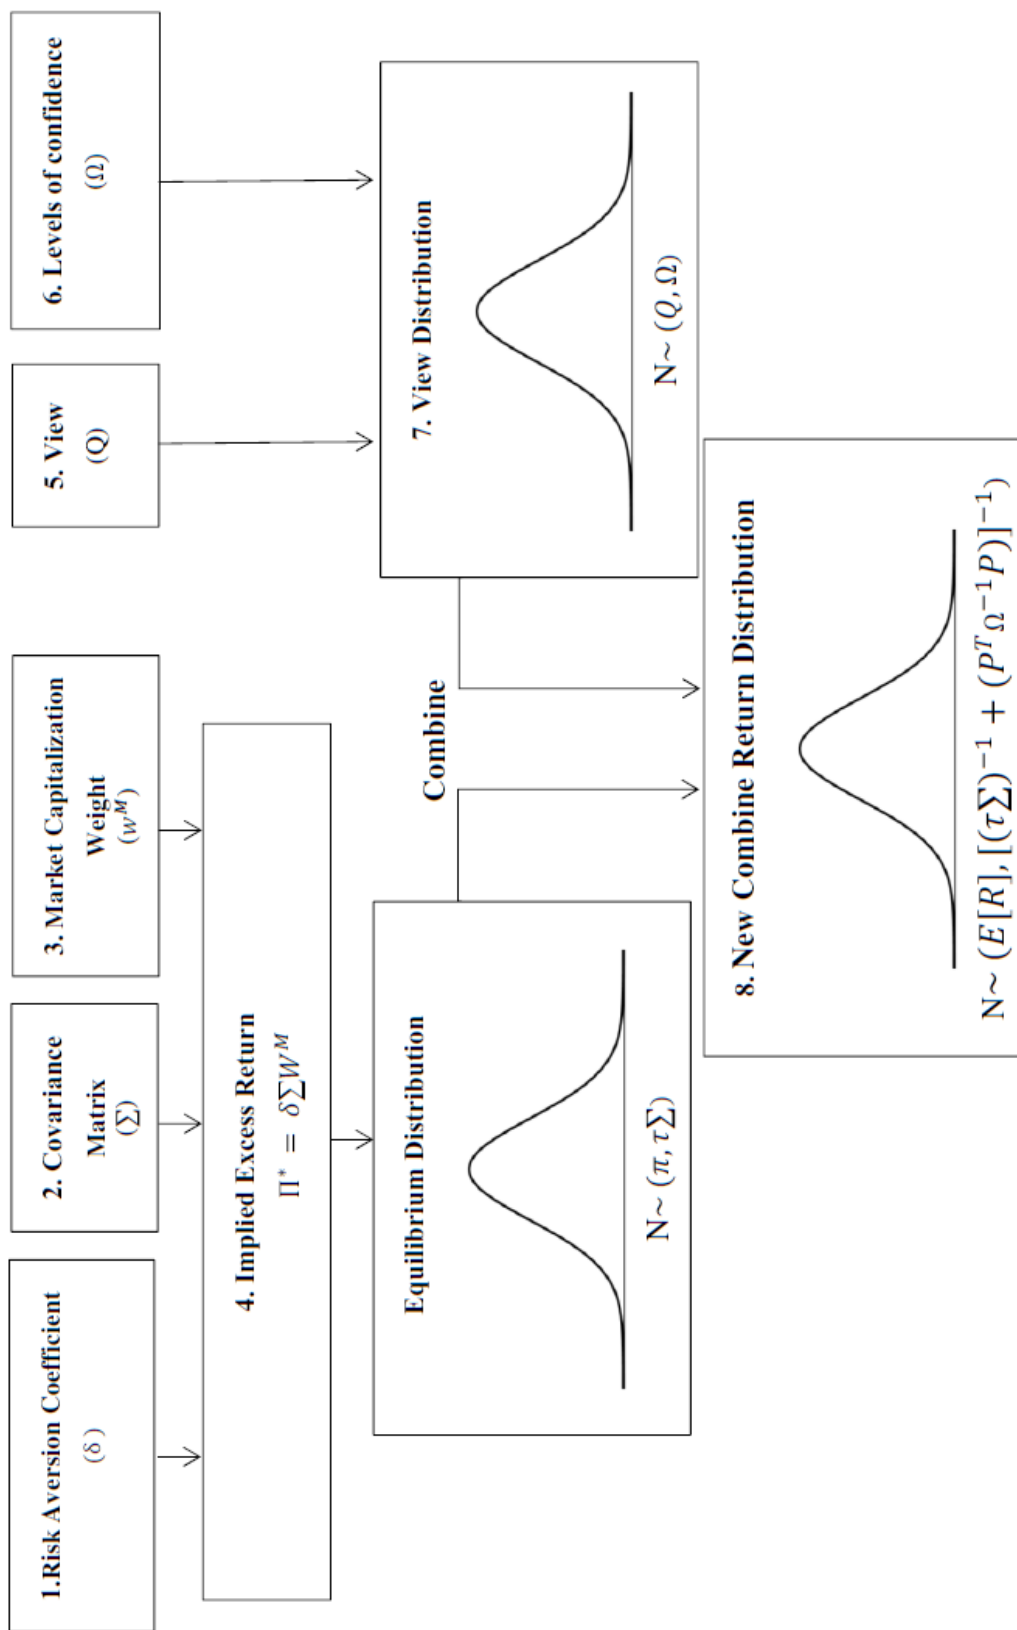 1.Risk Aversion Coefficient
(δ )
2. Covariance
Matrix
(∑)
3. Market Capitalization
Weight
(w^M)
5. View
(Q)
6. Levels of confidence
(Ω)
4. Implied Excess Return
Π* = δ∑W^M
Equilibrium Distribution
N~ (π, τ∑)
Combine
7. View Distribution
N~ (Q, Ω)
8. New Combine Return Distribution
N~ (E[R], [(τ∑)⁻¹ + (P^T Ω⁻¹P)]⁻¹)